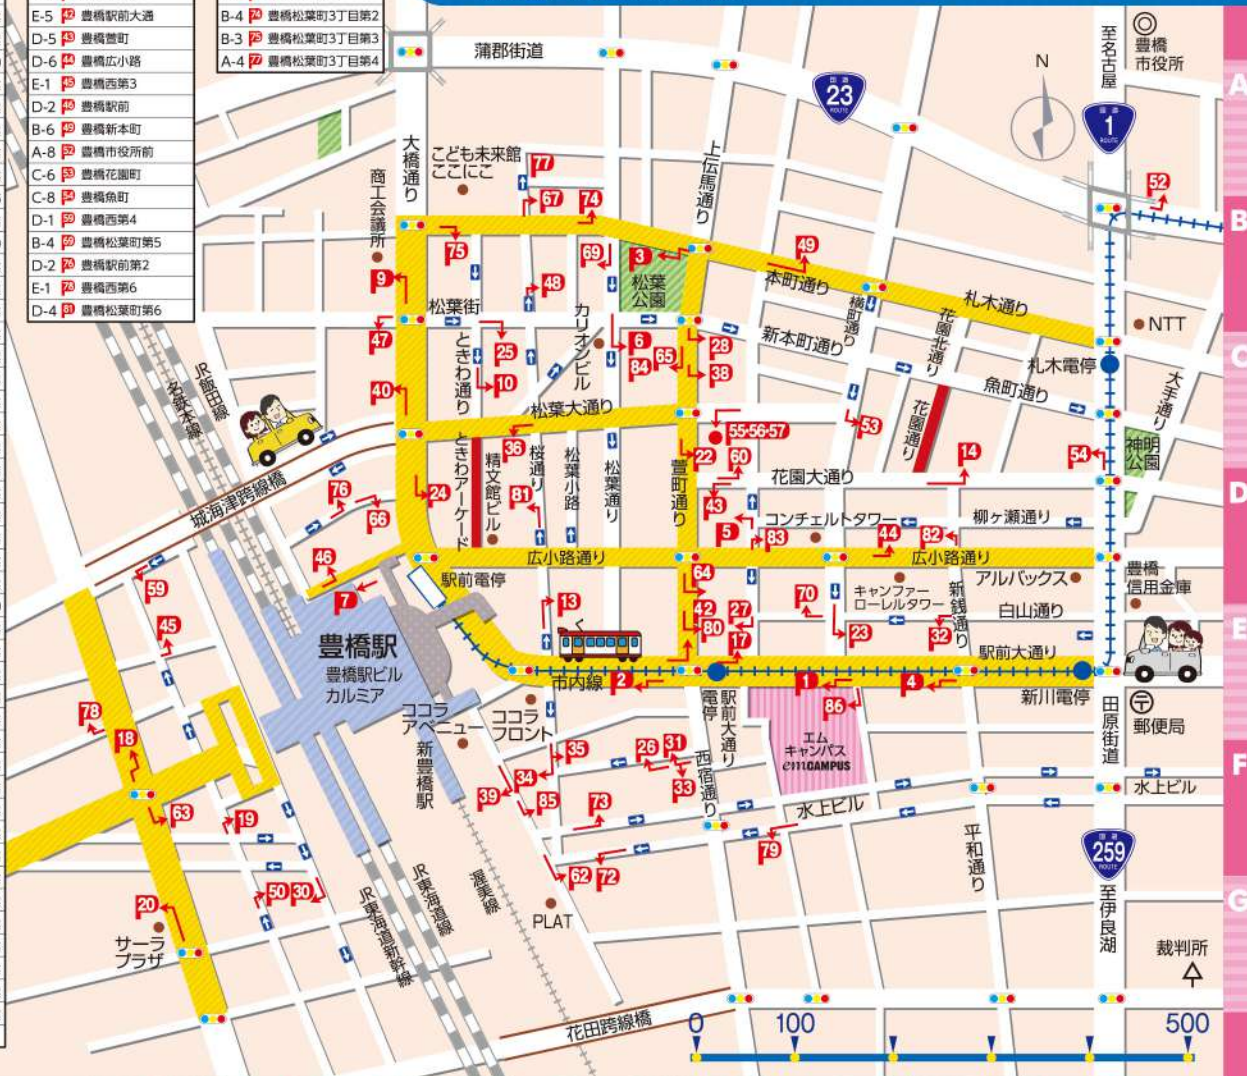 E-5 42 豊橋駅前大通
D-5 43 豊橋萱町
D-6 44 豊橋広小路
E-1 45 豊橋西第3
D-2 46 豊橋駅前
B-6 49 豊橋新本町
A-8 52 豊橋市役所前
C-6 53 豊橋花園町
C-8 54 豊橋魚町
D-1 59 豊橋西第4
B-4 69 豊橋松葉町第5
D-2 76 豊橋駅前第2
E-1 78 豊橋西第6
D-4 81 豊橋松葉町第6
B-4 74 豊橋松葉町3丁目第2
B-3 75 豊橋松葉町3丁目第3
A-4 77 豊橋松葉町3丁目第4
蒲郡街道
国道
23
ROUTE
至名古屋
豊橋
市役所
N
国道
1
ROUTE
A
大橋通り
こども未来館
ここにこ
商工会議所
上伝馬通り
77
67
74
52
B
75
69
3
49
9
48
松葉
公園
本町通り
札木通り
松葉街
カリオンビル
横町通り
花園北通り
新本町通り
NTT
47
25
6
84
65
28
38
ときわ通り
10
札木電停
C
JR飯田線
名鉄本線
40
魚町通り
大手通り
松葉大通り
花園通り
55・56・57
53
36
22
60
14
54
神明
公園
ときわアーケード
精文館ビル
桜通り
松葉小路
松葉通り
萱町通り
花園大通り
D
城海津跨線橋
76
66
24
81
43
5
83
コンチェルトタワー
44
82
柳ヶ瀬通り
広小路通り
広小路通り
46
7
駅前電停
59
64
キャンファー
ローレルタワー
アルバックス
豊橋
信用金庫
新銭通り
白山通り
45
13
42
80
27
17
70
23
32
E
豊橋駅
豊橋駅ビル
カルミア
駅前大通り
市内線
2
1
4
新川電停
78
18
ココラ
アベニュー
ココラ
フロント
駅前大通り
電停
86
エム
キャンパス
emCAMPUS
田原街道
郵便局
新豊橋駅
35
26
31
西宿通り
F
34
39
85
33
73
水上ビル
水上ビル
63
19
79
平和通り
国道
259
ROUTE
62
72
50
30
20
JR東海道新幹線
JR東海道線
渥美線
PLAT
至伊良湖
G
サーラ
プラザ
裁判所
花田跨線橋
0
100
500